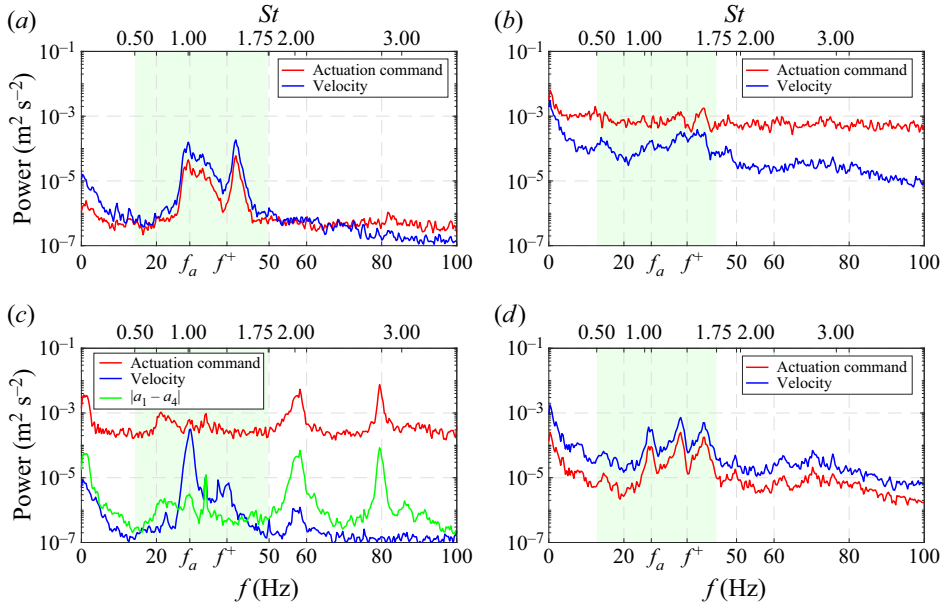 (a) St (b) St
0.50 1.00 1.75 2.00 3.00 0.50 1.00 1.75 2.00 3.00
10⁻¹ 10⁻¹
Actuation command Actuation command
Velocity Velocity
10⁻³ 10⁻³
Power (m² s⁻²)
10⁻⁵ 10⁻⁵
10⁻⁷ 10⁻⁷
0 20 fₐ f⁺ 50 60 80 100 0 20 fₐ f⁺ 50 60 80 100
(c) (d)
0.50 1.00 1.75 2.00 3.00 0.50 1.00 1.75 2.00 3.00
10⁻¹ 10⁻¹
Actuation command Actuation command
Velocity Velocity
|a₁ – a₄|
10⁻³ 10⁻³
Power (m² s⁻²)
10⁻⁵ 10⁻⁵
10⁻⁷ 10⁻⁷
0 20 fₐ f⁺ 50 60 80 100 0 20 fₐ f⁺ 50 60 80 100
f (Hz) f (Hz)